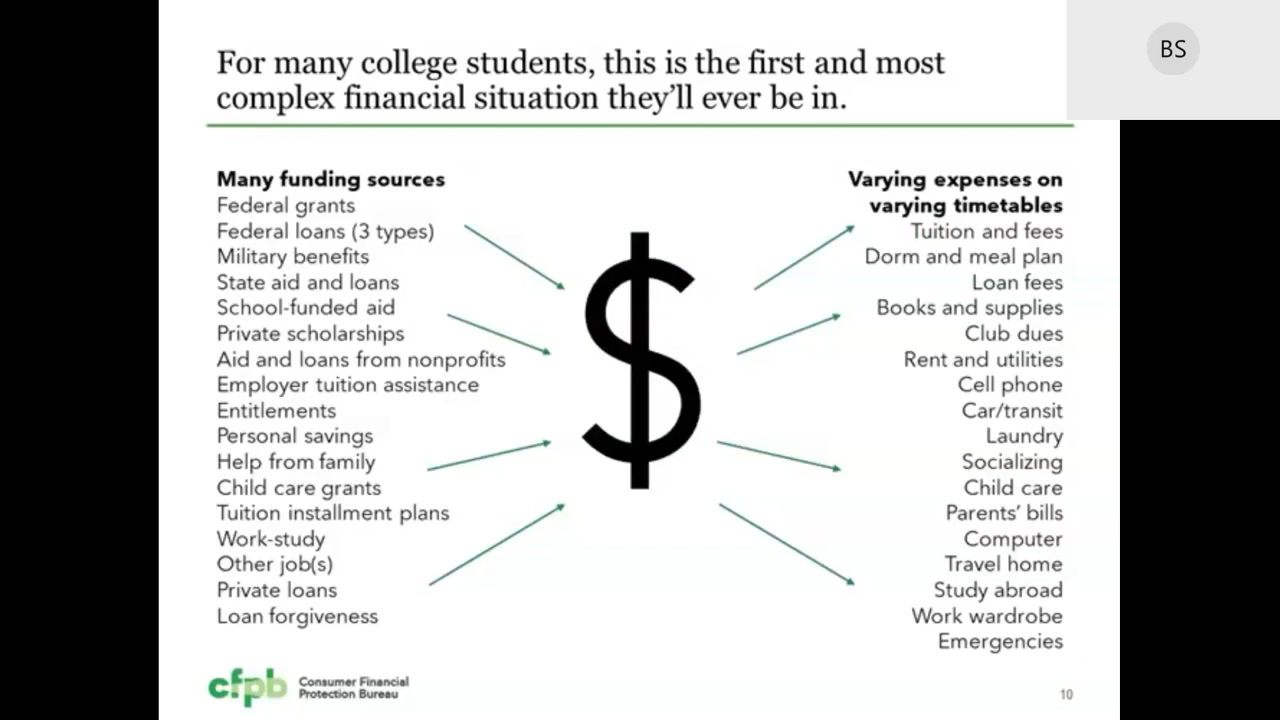 For many college students, this is the first and most
complex financial situation they’ll ever be in.
BS
Many funding sources
Federal grants
Federal loans (3 types)
Military benefits
State aid and loans
School-funded aid
Private scholarships
Aid and loans from nonprofits
Employer tuition assistance
Entitlements
Personal savings
Help from family
Child care grants
Tuition installment plans
Work-study
Other job(s)
Private loans
Loan forgiveness
$
Varying expenses on
varying timetables
Tuition and fees
Dorm and meal plan
Loan fees
Books and supplies
Club dues
Rent and utilities
Cell phone
Car/transit
Laundry
Socializing
Child care
Parents’ bills
Computer
Travel home
Study abroad
Work wardrobe
Emergencies
cfpb
Consumer Financial
Protection Bureau
10